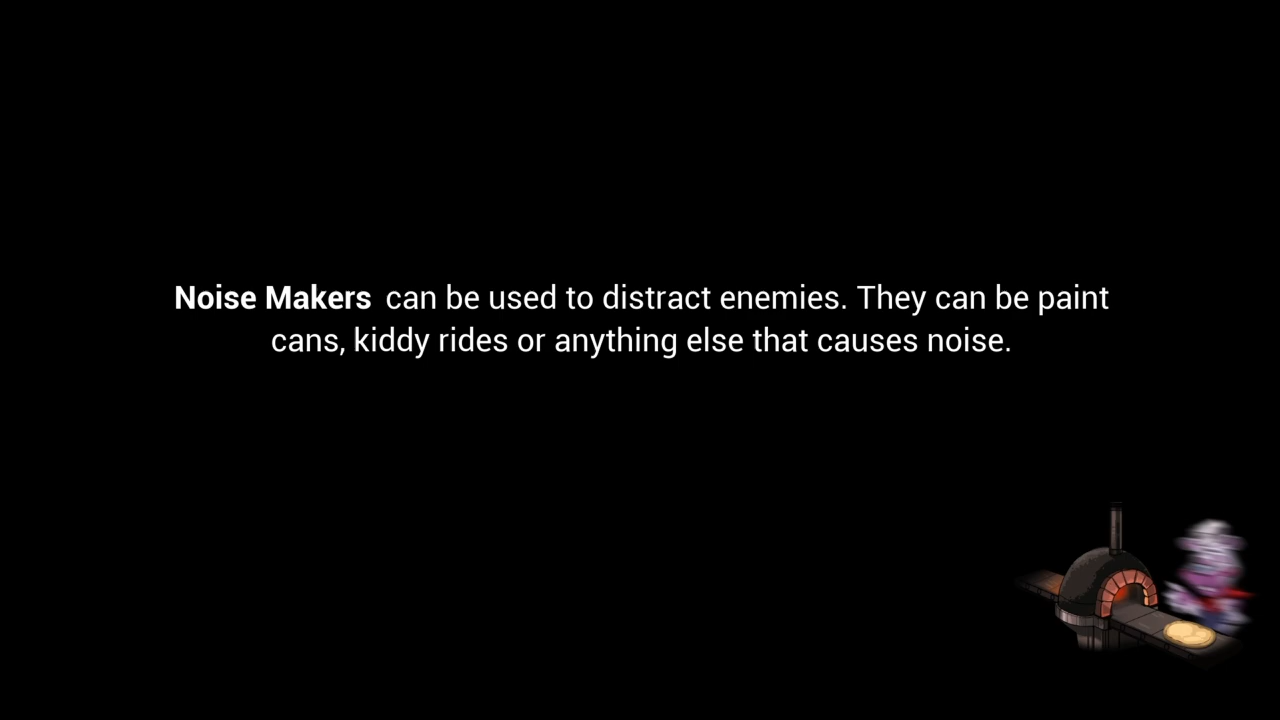 Noise Makers can be used to distract enemies. They can be paint
cans, kiddy rides or anything else that causes noise.